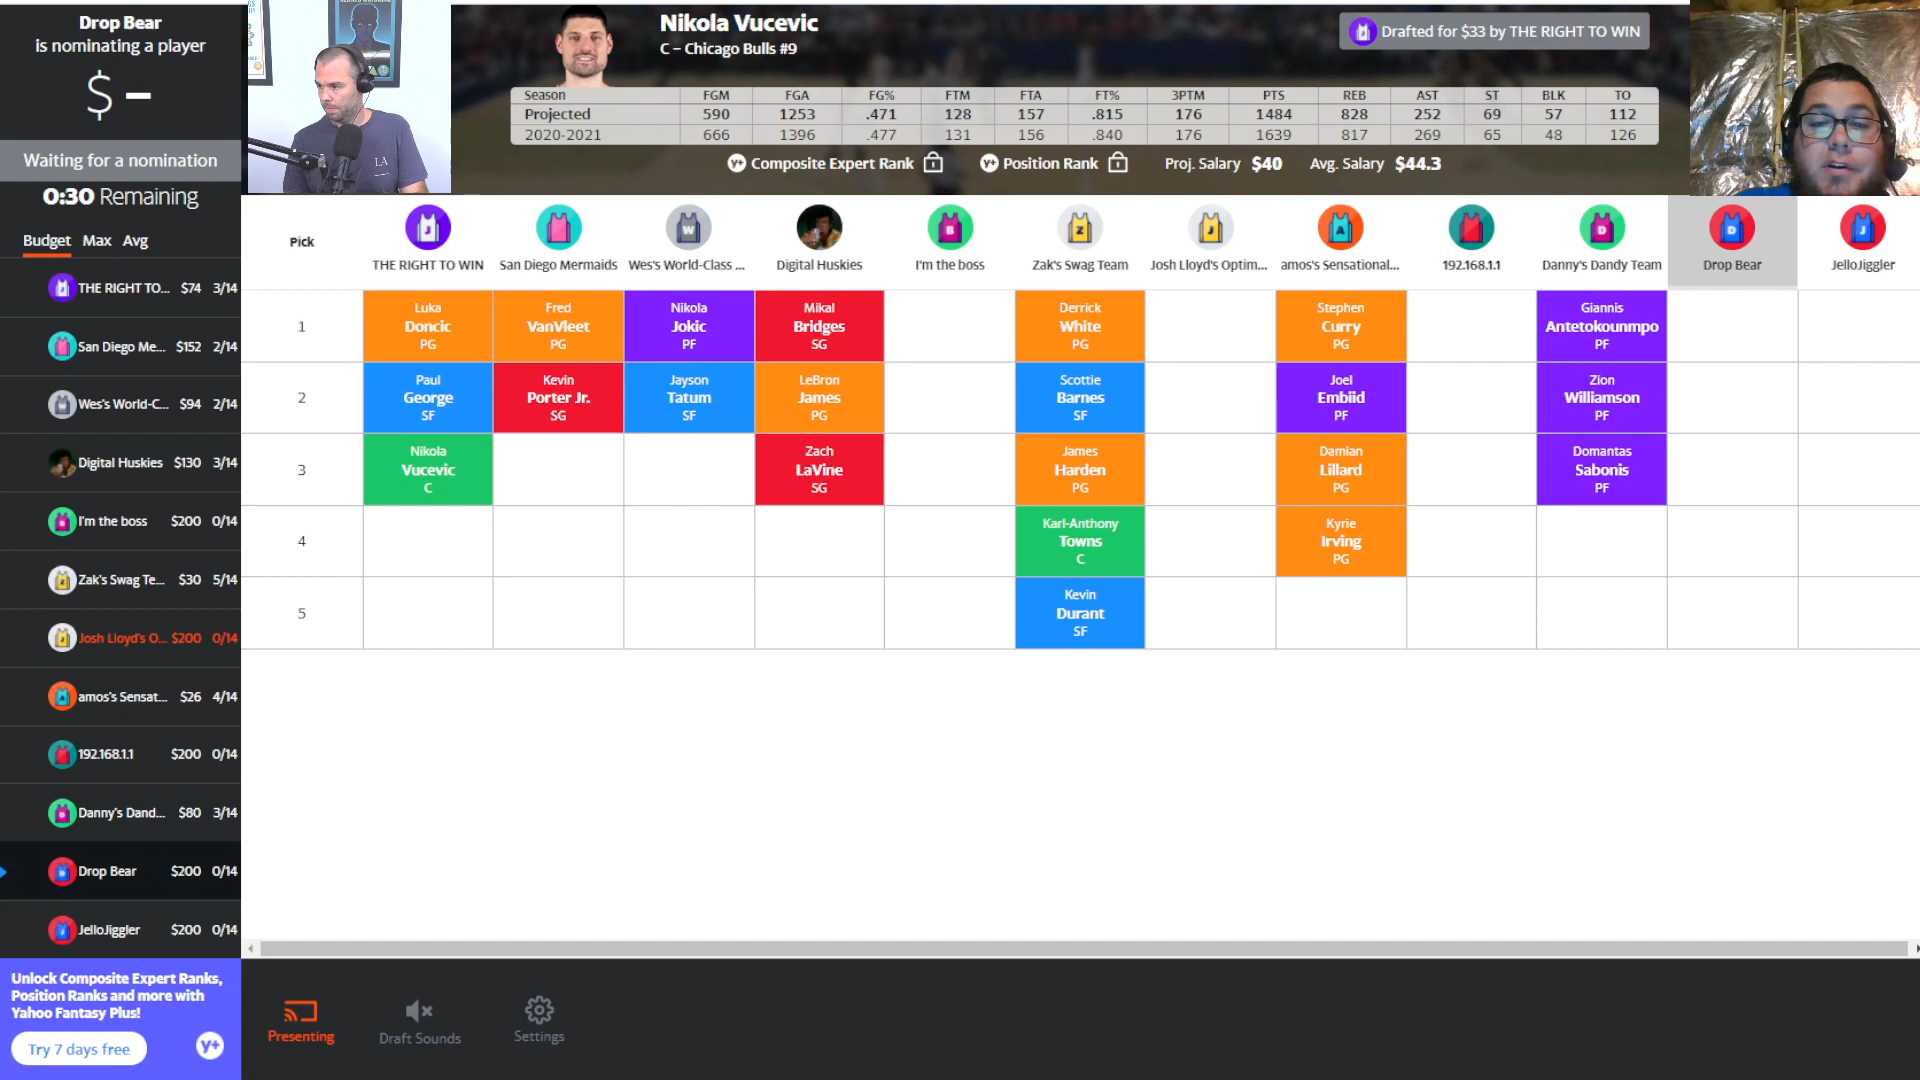 Drop Bear
is nominating a player
$ –
Waiting for a nomination
0:30 Remaining
Budget Max Avg
THE RIGHT TO... $74 3/14
San Diego Me... $152 2/14
Wes's World-C... $94 2/14
Digital Huskies $130 3/14
I'm the boss $200 0/14
Zak's Swag Te... $30 5/14
Josh Lloyd's O... $200 0/14
amos's Sensat... $26 4/14
192.168.1.1 $200 0/14
Danny's Dand... $80 3/14
Drop Bear $200 0/14
JelloJiggler $200 0/14
Unlock Composite Expert Ranks,
Position Ranks and more with
Yahoo Fantasy Plus!
Try 7 days free
y+
LA
Nikola Vucevic
C – Chicago Bulls #9
Drafted for $33 by THE RIGHT TO WIN
Season FGM FGA FG% FTM FTA FT% 3PTM PTS REB AST ST BLK TO
Projected 590 1253 .471 128 157 .815 176 1484 828 252 69 57 112
2020-2021 666 1396 .477 131 156 .840 176 1639 817 269 65 48 126
y+ Composite Expert Rank y+ Position Rank Proj. Salary $40 Avg. Salary $44.3
J W B Z J A D D J
Pick THE RIGHT TO WIN San Diego Mermaids Wes's World-Class ... Digital Huskies I'm the boss Zak's Swag Team Josh Lloyd's Optim... amos's Sensational... 192.168.1.1 Danny's Dandy Team Drop Bear JelloJiggler
Luka Fred Nikola Mikal Derrick Stephen Giannis
1 Doncic VanVleet Jokic Bridges White Curry Antetokounmpo
PG PG PF SG PG PG PF
Paul Kevin Jayson LeBron Scottie Joel Zion
2 George Porter Jr. Tatum James Barnes Embiid Williamson
SF SG SF PG SF PF PF
Nikola Zach James Damian Domantas
3 Vucevic LaVine Harden Lillard Sabonis
C SG PG PG PF
Karl-Anthony Kyrie
4 Towns Irving
C PG
Kevin
5 Durant
SF
Presenting Draft Sounds Settings